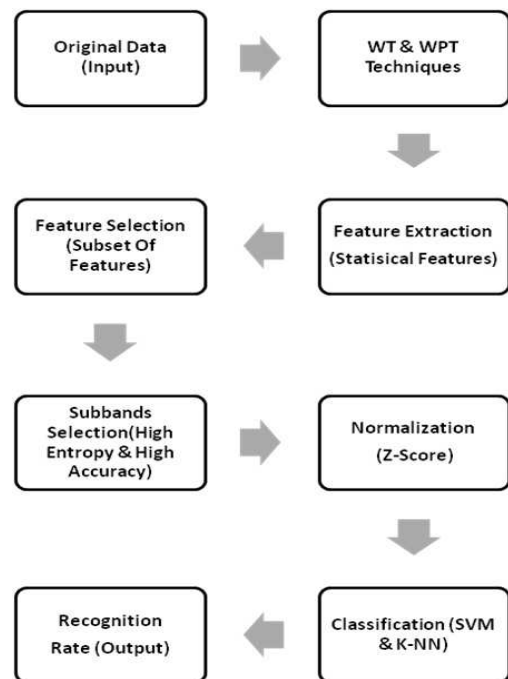 Original Data
(Input)
WT & WPT
Techniques
Feature Extraction
(Statisical Features)
Feature Selection
(Subset Of
Features)
Subbands
Selection(High
Entropy & High
Accuracy)
Normalization
(Z-Score)
Classification (SVM
& K-NN)
Recognition
Rate (Output)